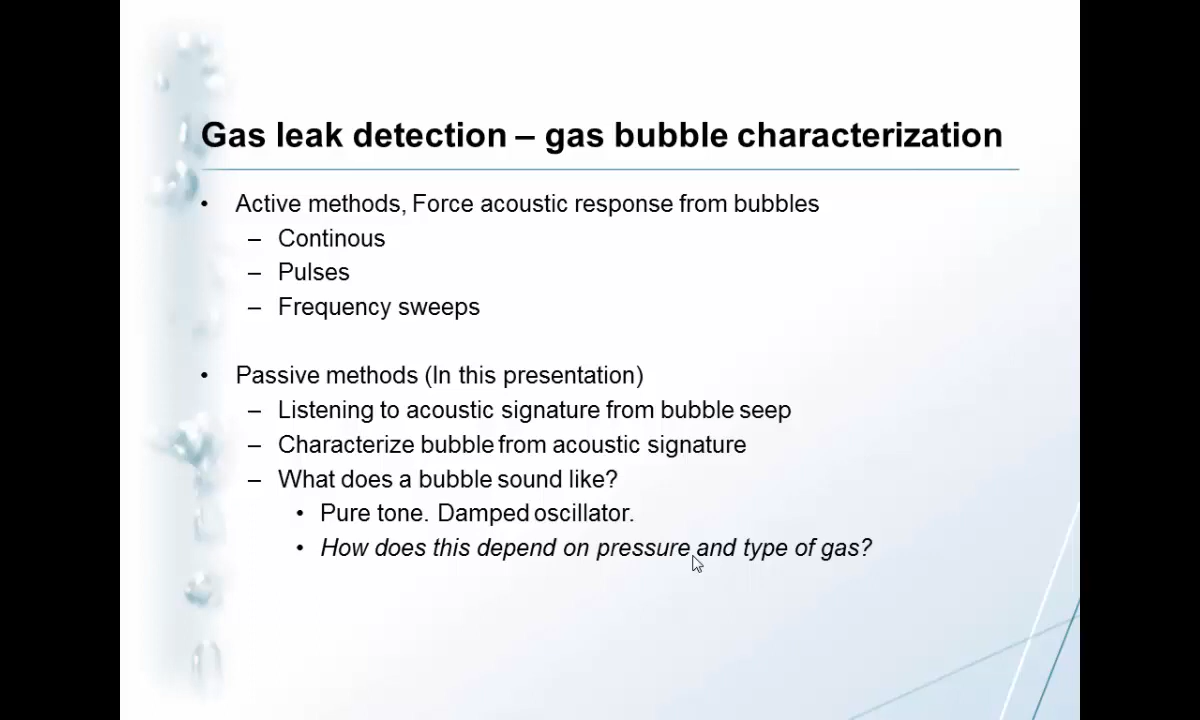 Gas leak detection – gas bubble characterization
• Active methods, Force acoustic response from bubbles
– Continous
– Pulses
– Frequency sweeps
• Passive methods (In this presentation)
– Listening to acoustic signature from bubble seep
– Characterize bubble from acoustic signature
– What does a bubble sound like?
• Pure tone. Damped oscillator.
• How does this depend on pressure and type of gas?